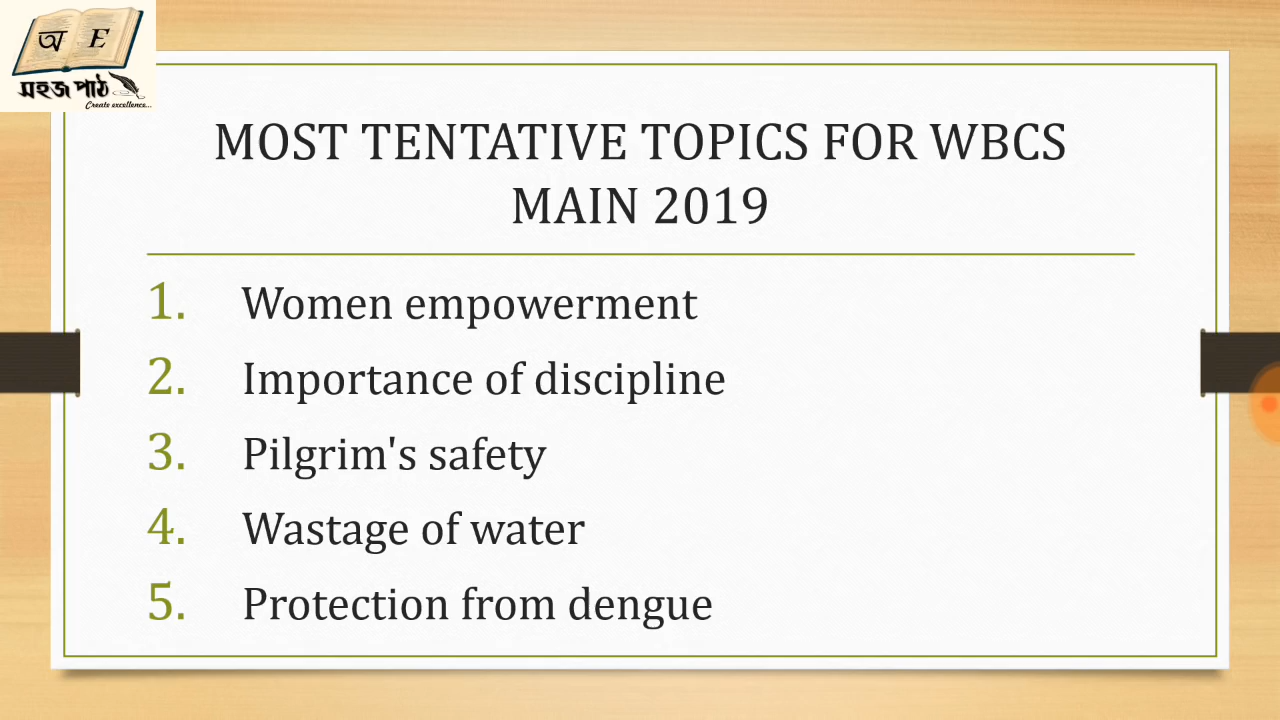 অ E
সহজ পাঠ
Create excellence...
MOST TENTATIVE TOPICS FOR WBCS
MAIN 2019
1. Women empowerment
2. Importance of discipline
3. Pilgrim's safety
4. Wastage of water
5. Protection from dengue